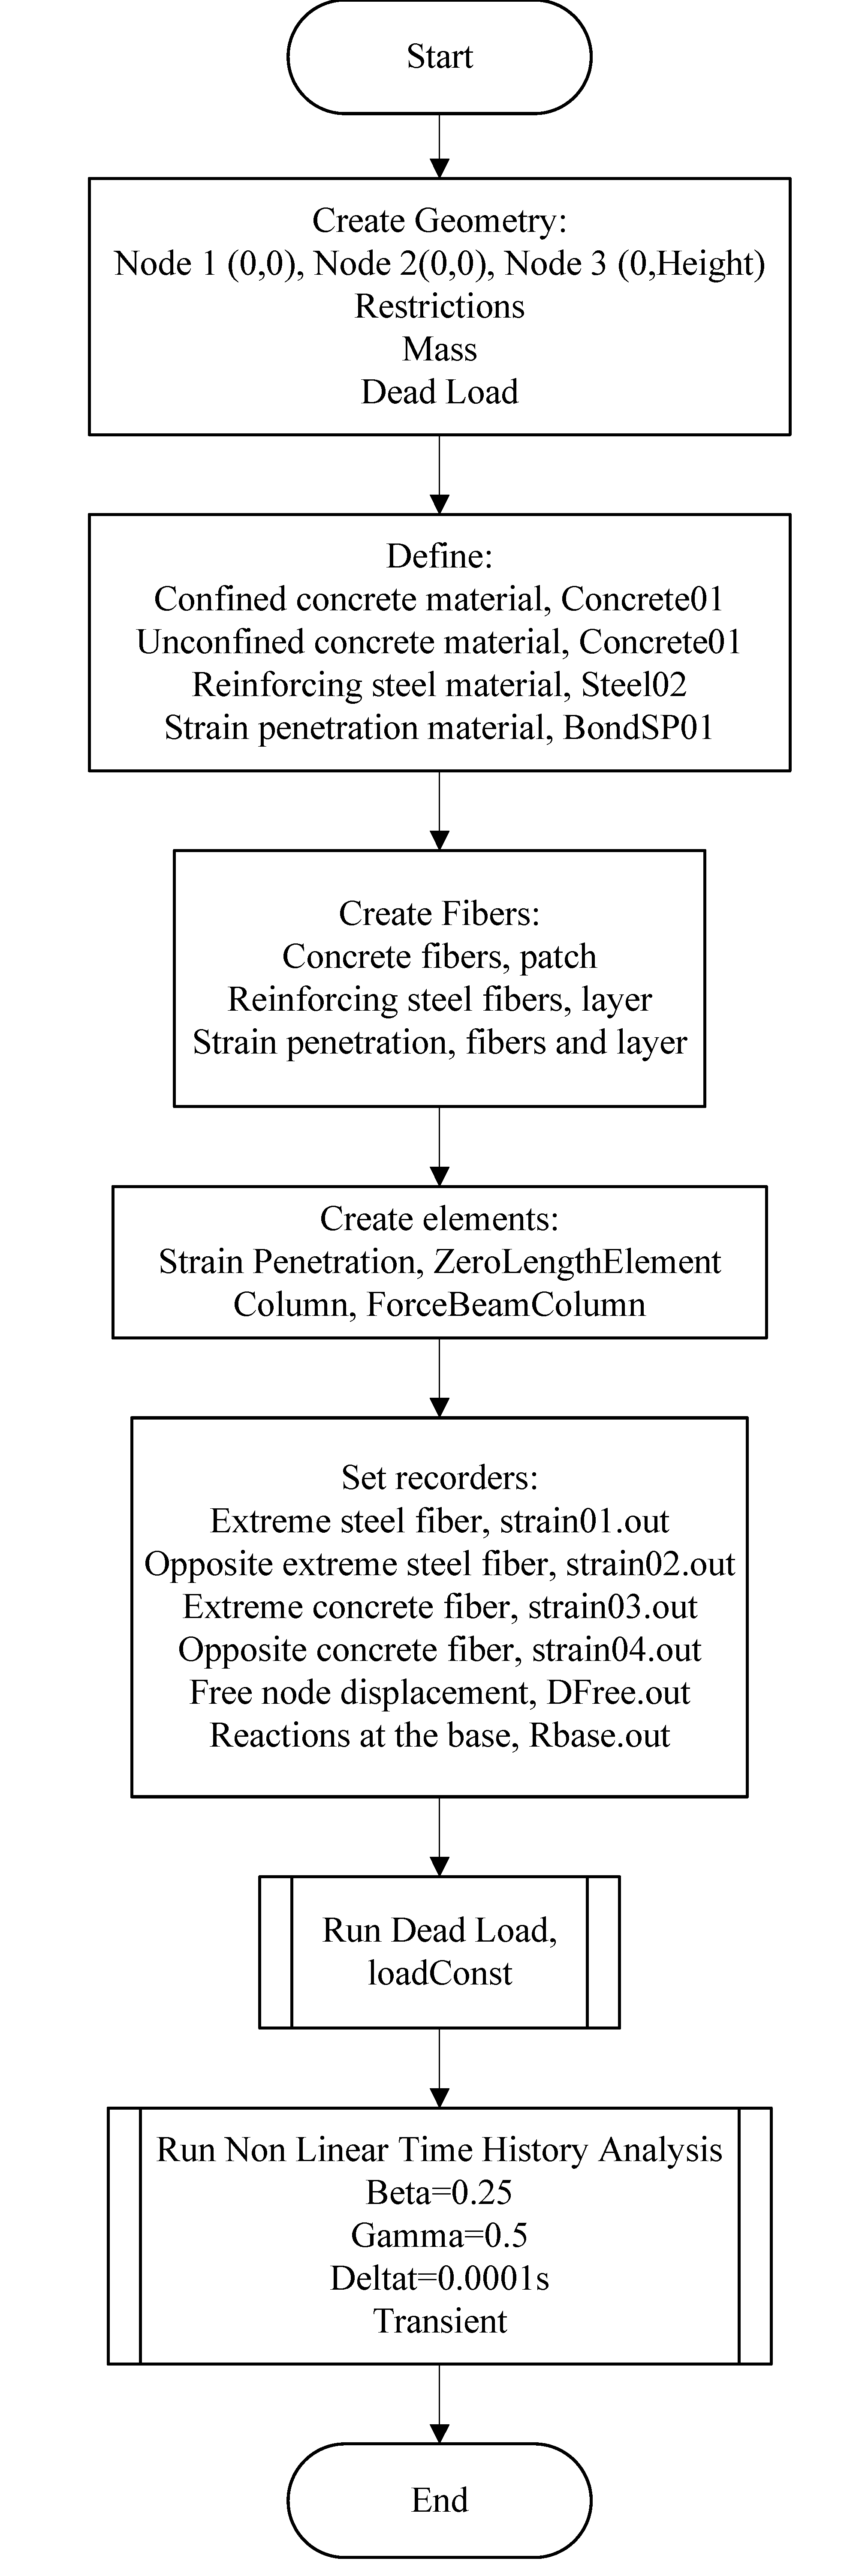 Start
Create Geometry:
Node 1 (0,0), Node 2(0,0), Node 3 (0,Height)
Restrictions
Mass
Dead Load
Define:
Confined concrete material, Concrete01
Unconfined concrete material, Concrete01
Reinforcing steel material, Steel02
Strain penetration material, BondSP01
Create Fibers:
Concrete fibers, patch
Reinforcing steel fibers, layer
Strain penetration, fibers and layer
Create elements:
Strain Penetration, ZeroLengthElement
Column, ForceBeamColumn
Set recorders:
Extreme steel fiber, strain01.out
Opposite extreme steel fiber, strain02.out
Extreme concrete fiber, strain03.out
Opposite concrete fiber, strain04.out
Free node displacement, DFree.out
Reactions at the base, Rbase.out
Run Dead Load,
loadConst
Run Non Linear Time History Analysis
Beta=0.25
Gamma=0.5
Deltat=0.0001s
Transient
End